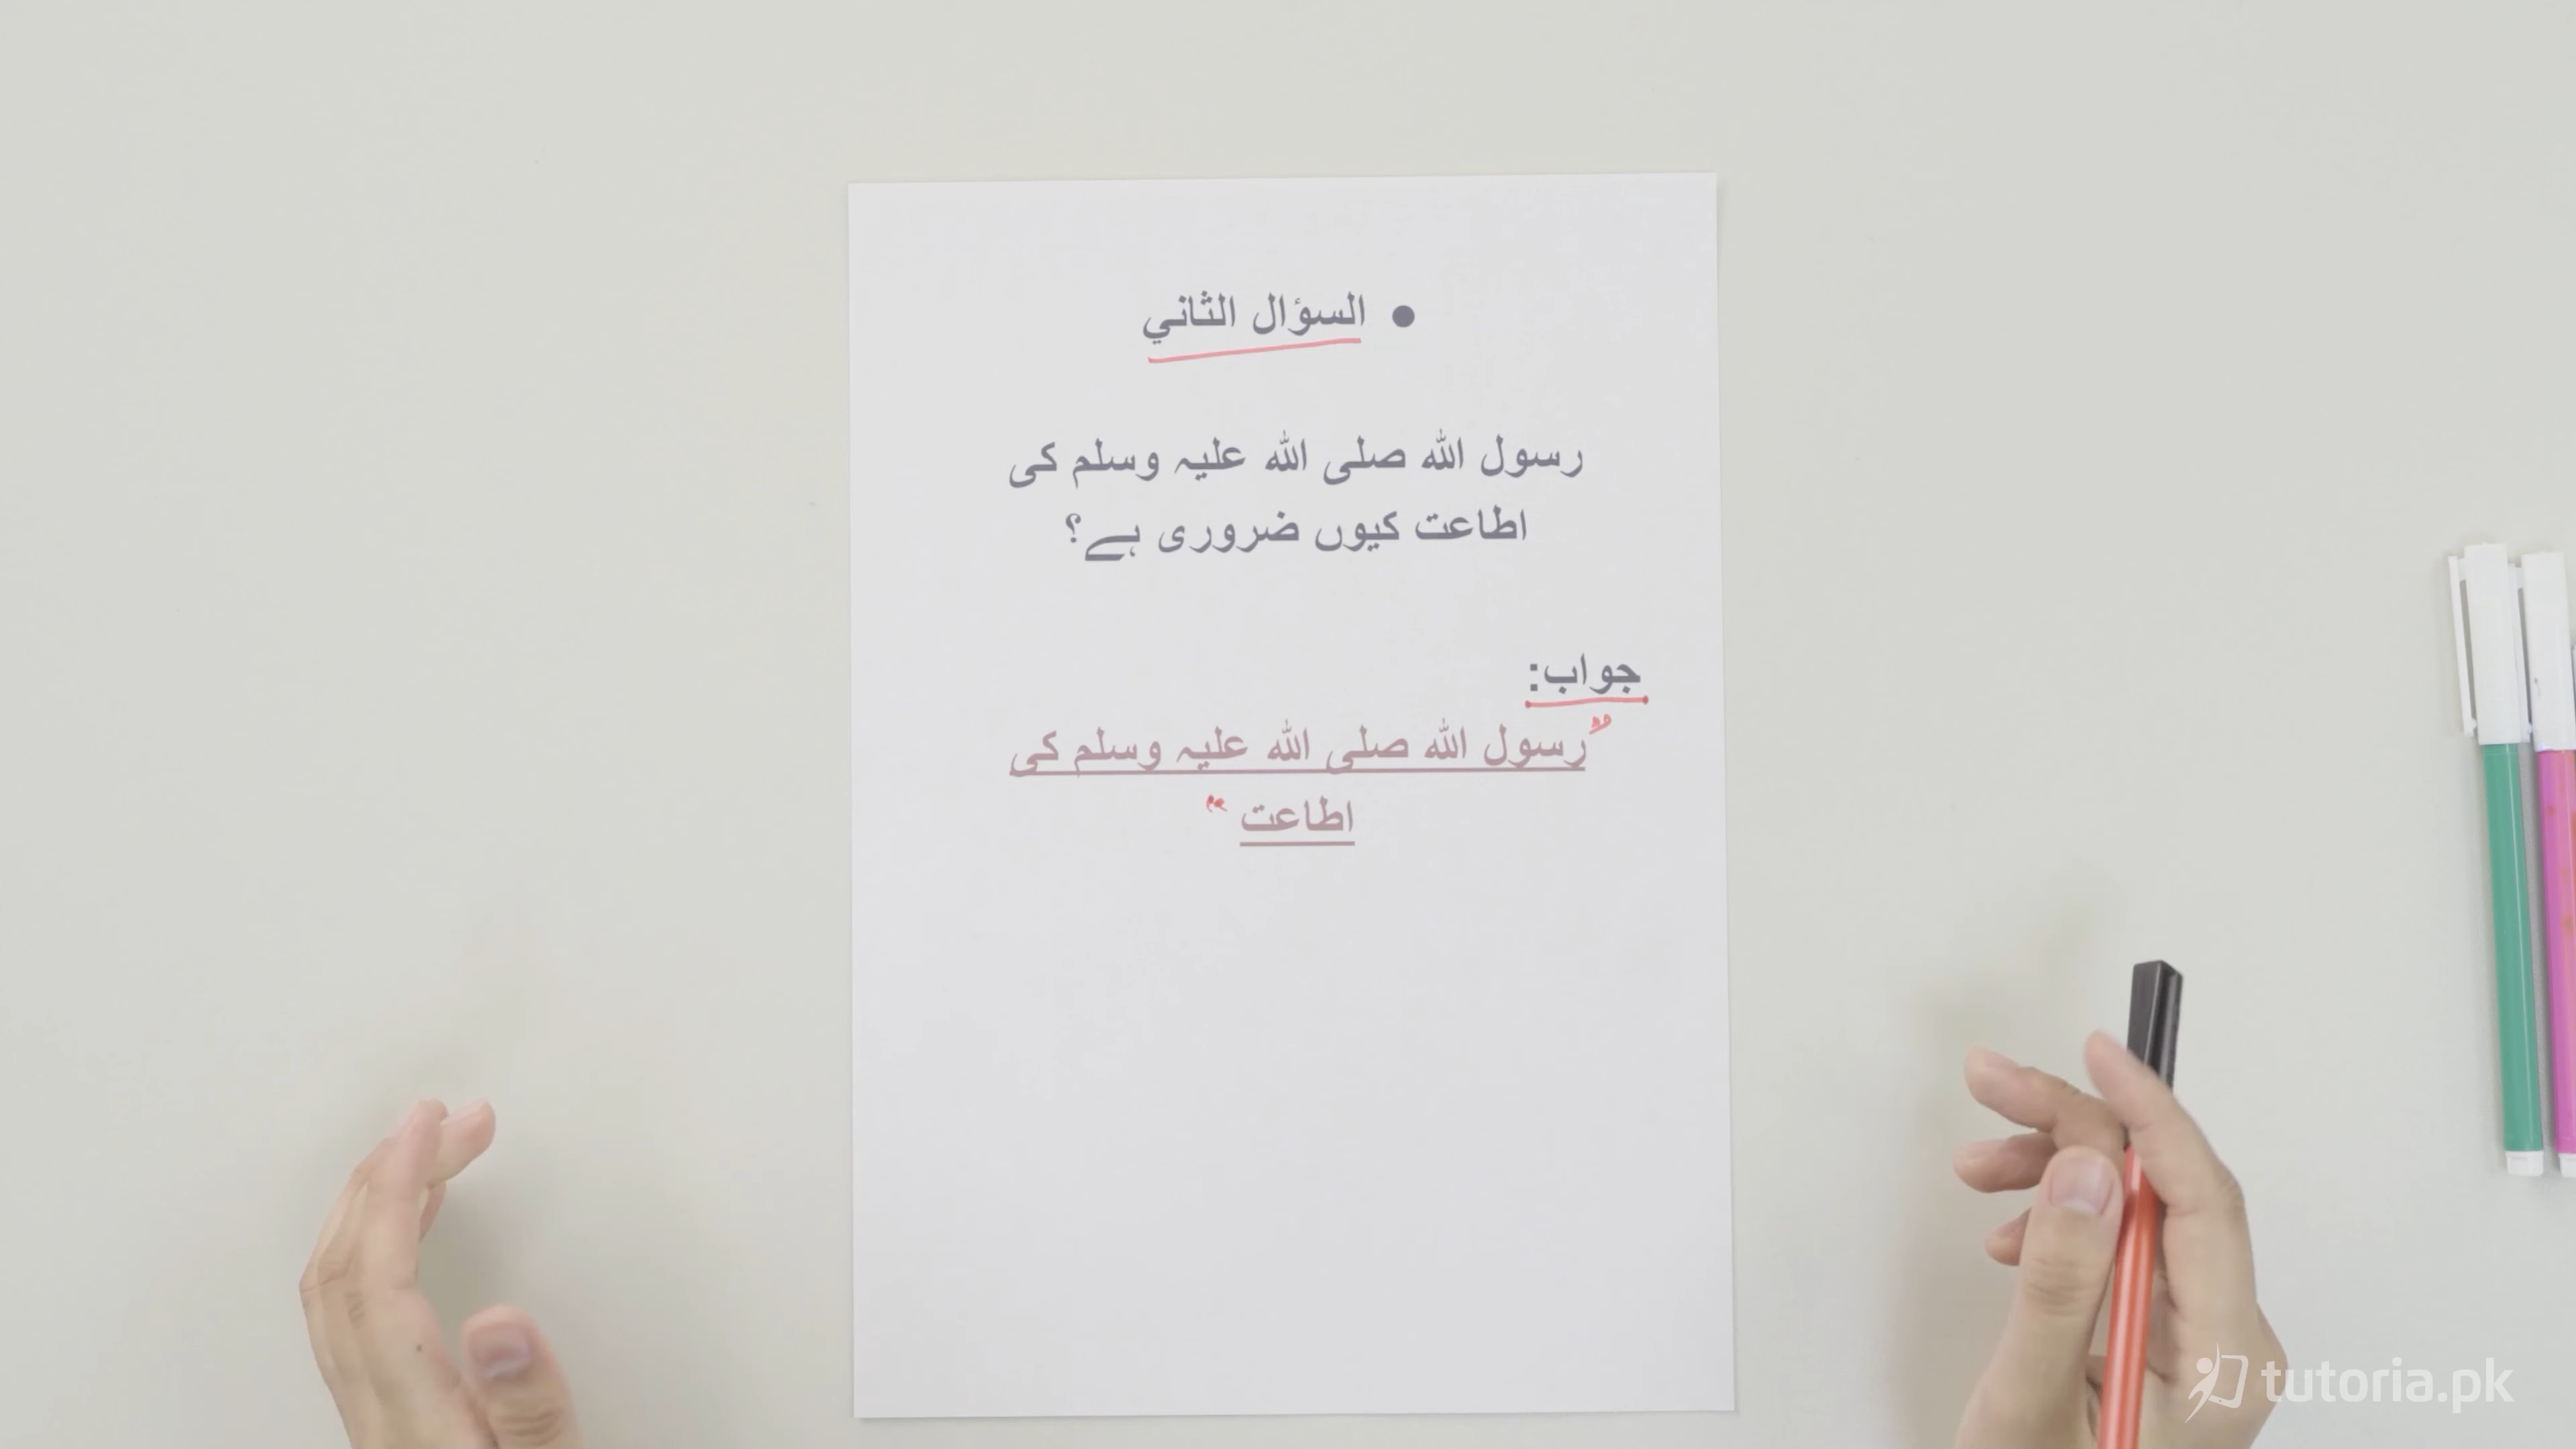 ● السؤال الثاني
رسول اللہ صلی اللہ علیہ وسلم کی
اطاعت کیوں ضروری ہے؟
جواب:
"رسول اللہ صلی اللہ علیہ وسلم کی
اطاعت "
tutoria.pk